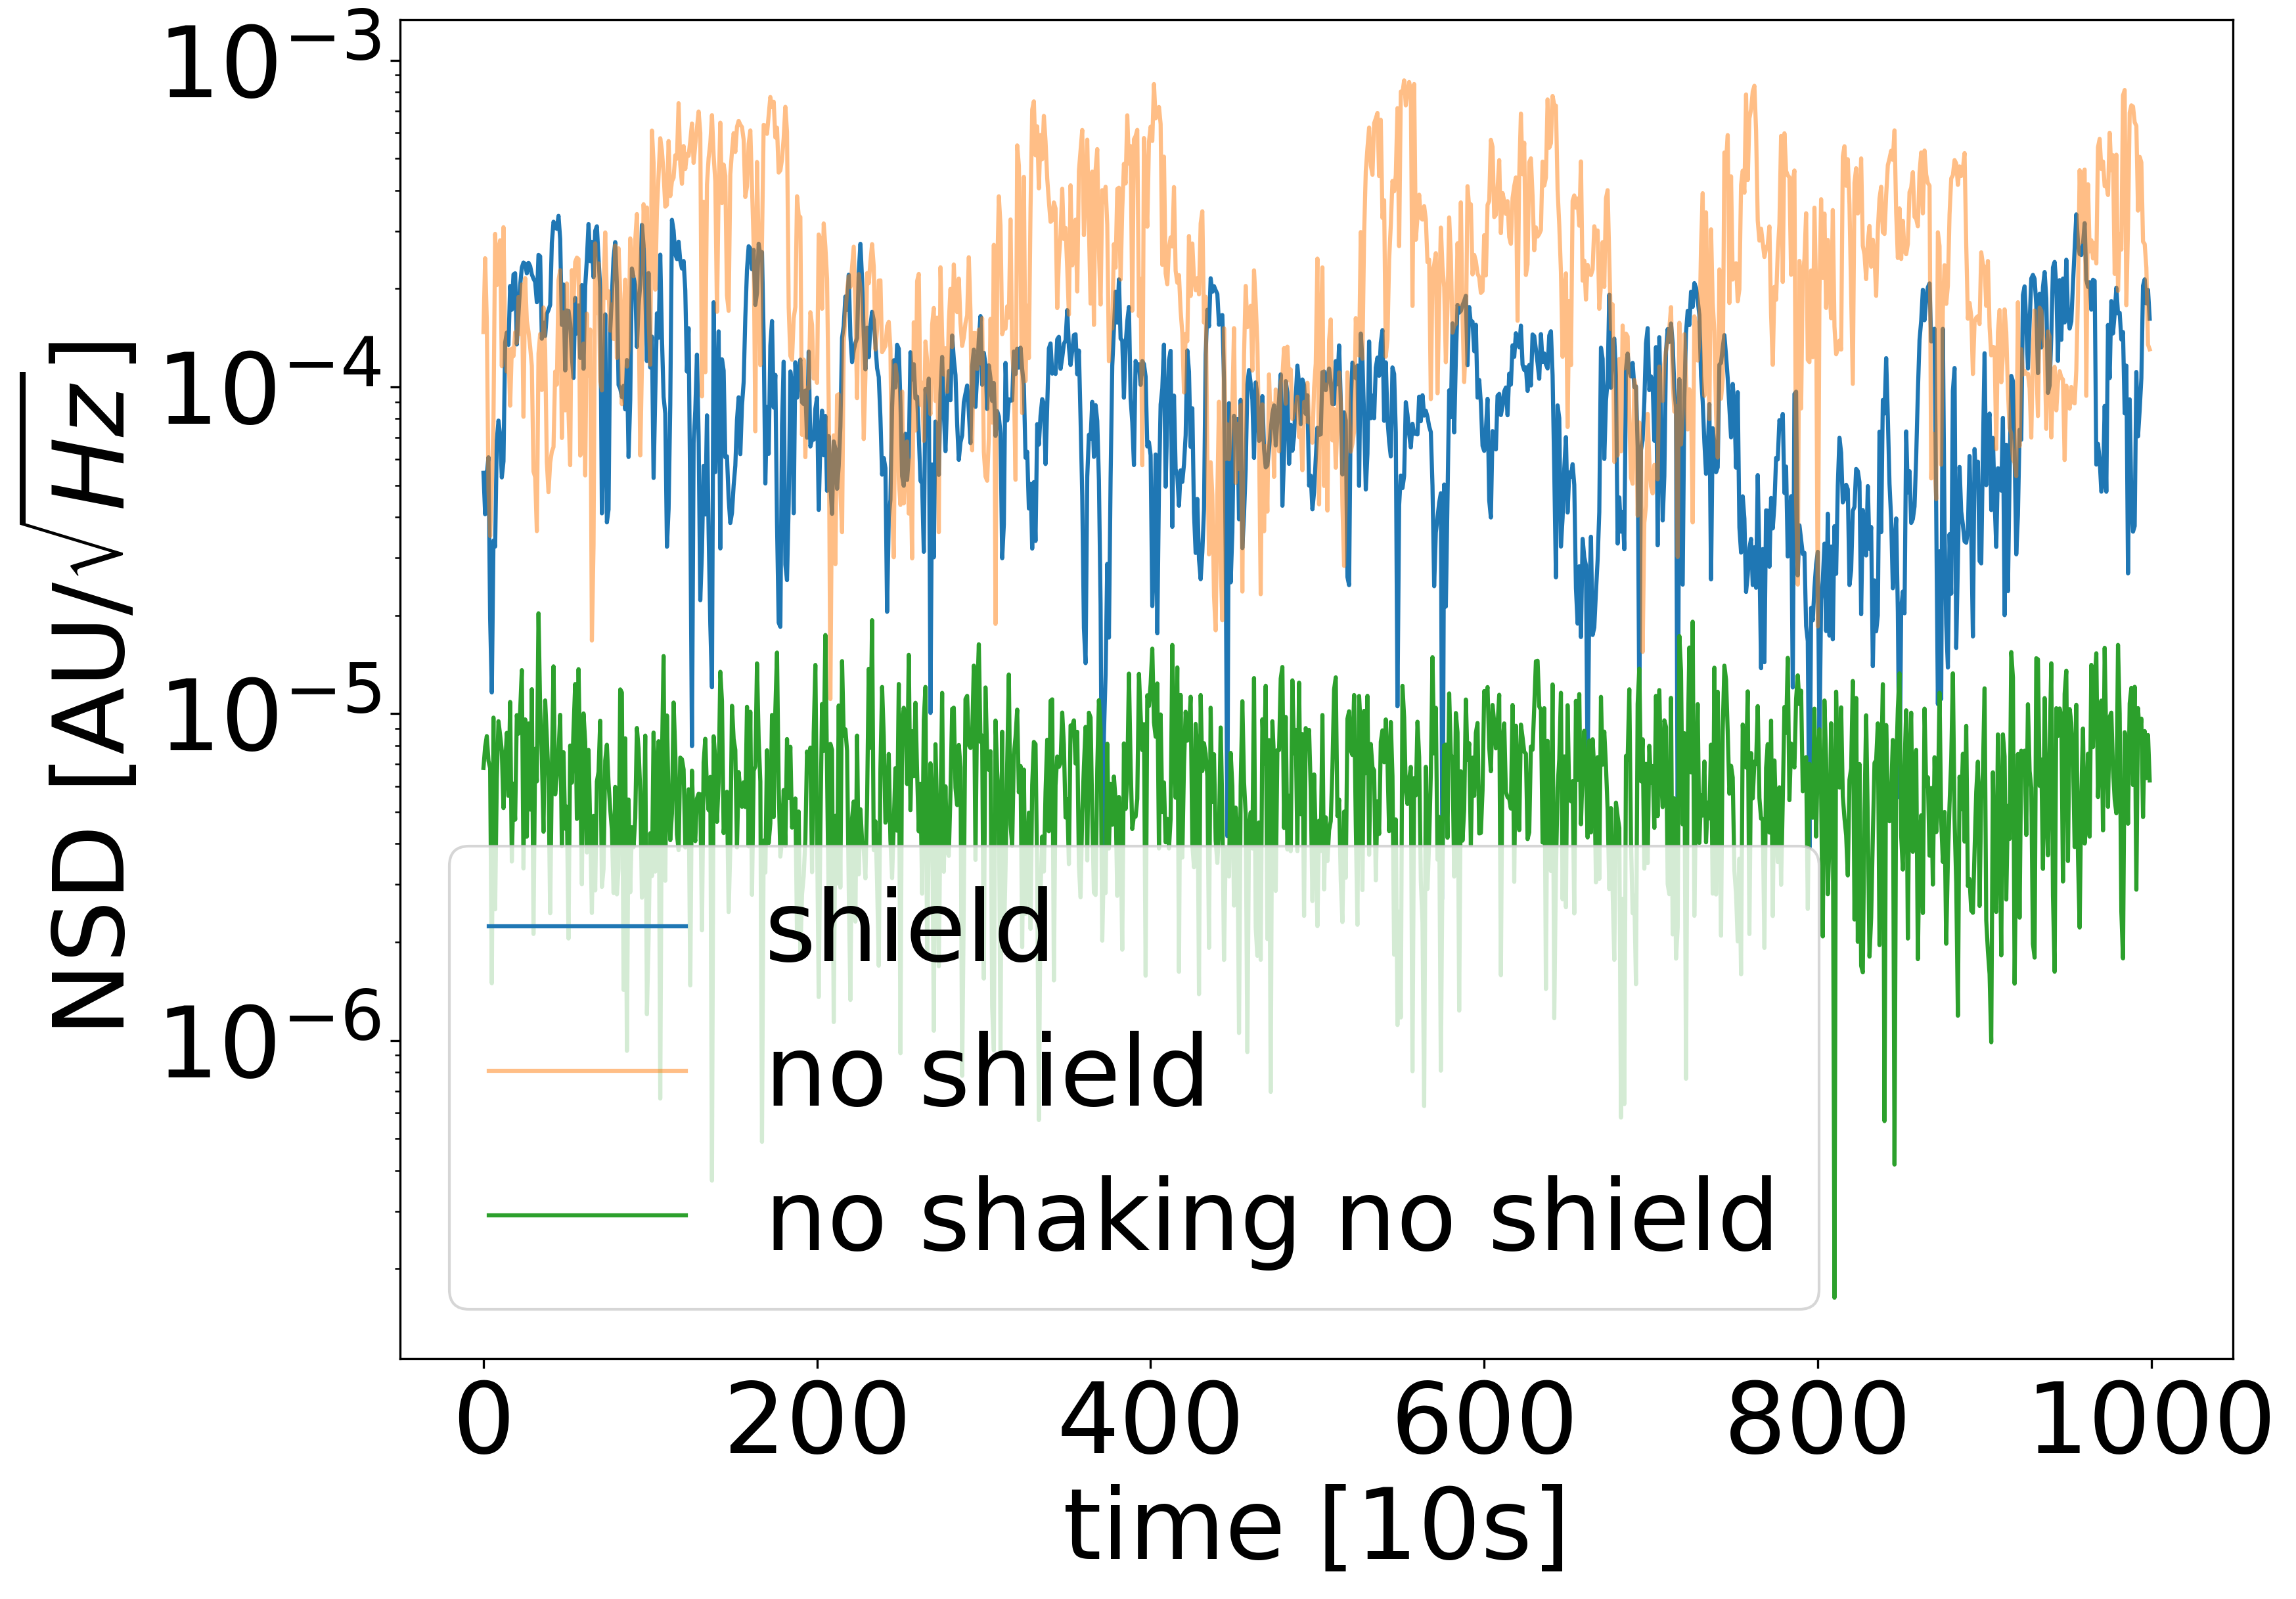 NSD [AU/√Hz]
10⁻³
10⁻⁴
10⁻⁵
10⁻⁶
shield
no shield
no shaking no shield
0 200 400 600 800 1000
time [10s]